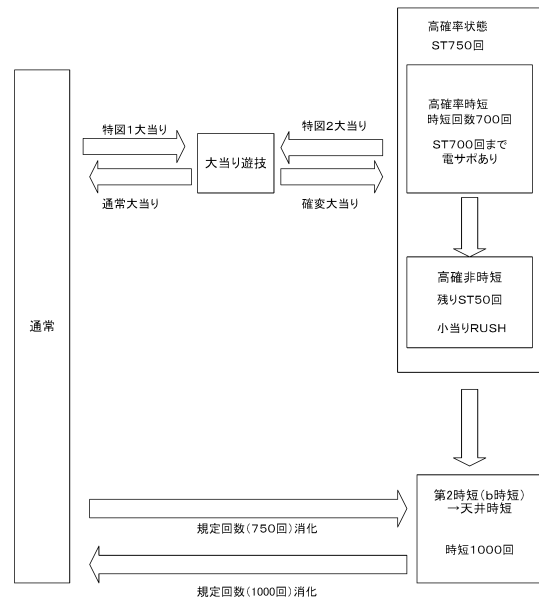 高確率状態
ST750回
高確率時短
時短回数700回
ST700回まで
電サポあり
特図1大当り
特図2大当り
大当り遊技
通常大当り
確変大当り
高確非時短
残りST50回
小当りRUSH
通常
第2時短(b時短)
→天井時短
時短1000回
規定回数(750回)消化
規定回数(1000回)消化